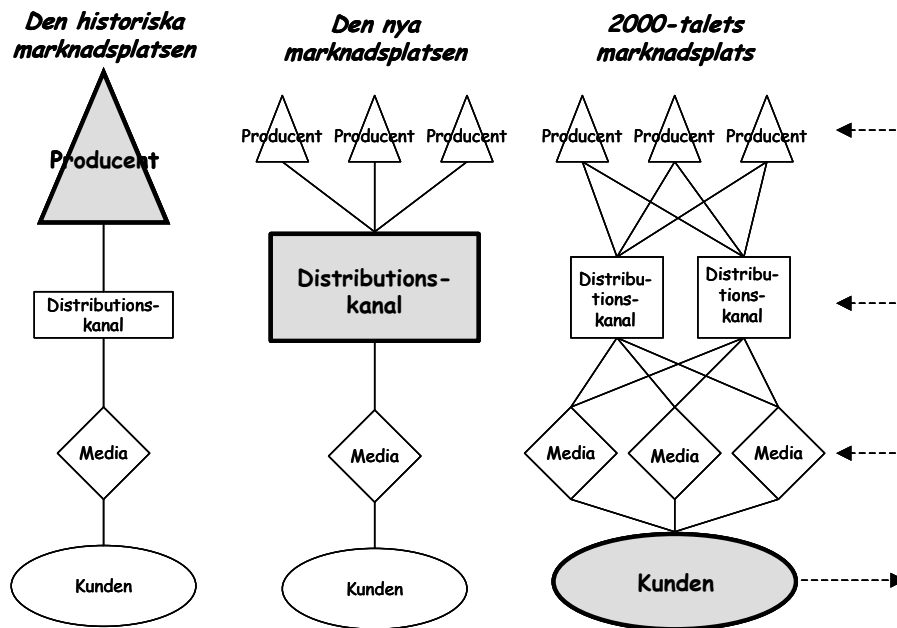 Den historiska
marknadsplatsen
Producent
Distributions-
kanal
Media
Kunden
Den nya
marknadsplatsen
Producent
Producent
Producent
Distributions-
kanal
Media
Kunden
2000-talets
marknadsplats
Producent
Producent
Producent
Distribu-
tions-
kanal
Distribu-
tions-
kanal
Media
Media
Media
Kunden